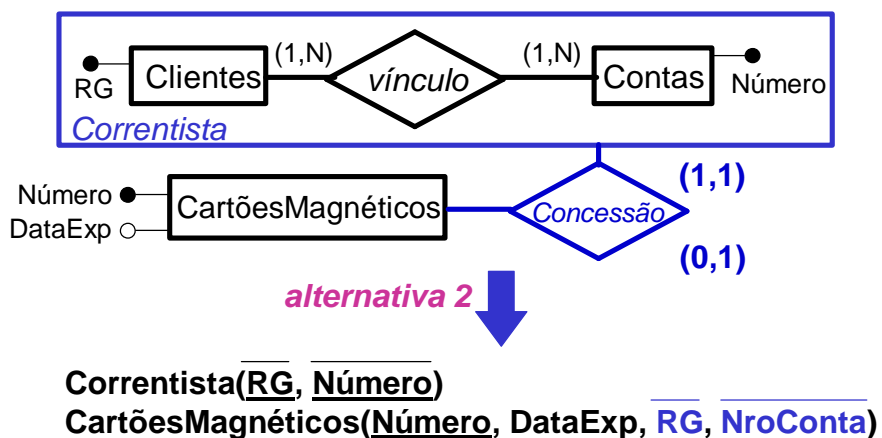 (1,N) (1,N)
Clientes vínculo Contas
RG Número
Correntista
(1,1)
Número
CartõesMagnéticos Concessão
DataExp
(0,1)
alternativa 2
Correntista(RG, Número)
CartõesMagnéticos(Número, DataExp, RG, NroConta)